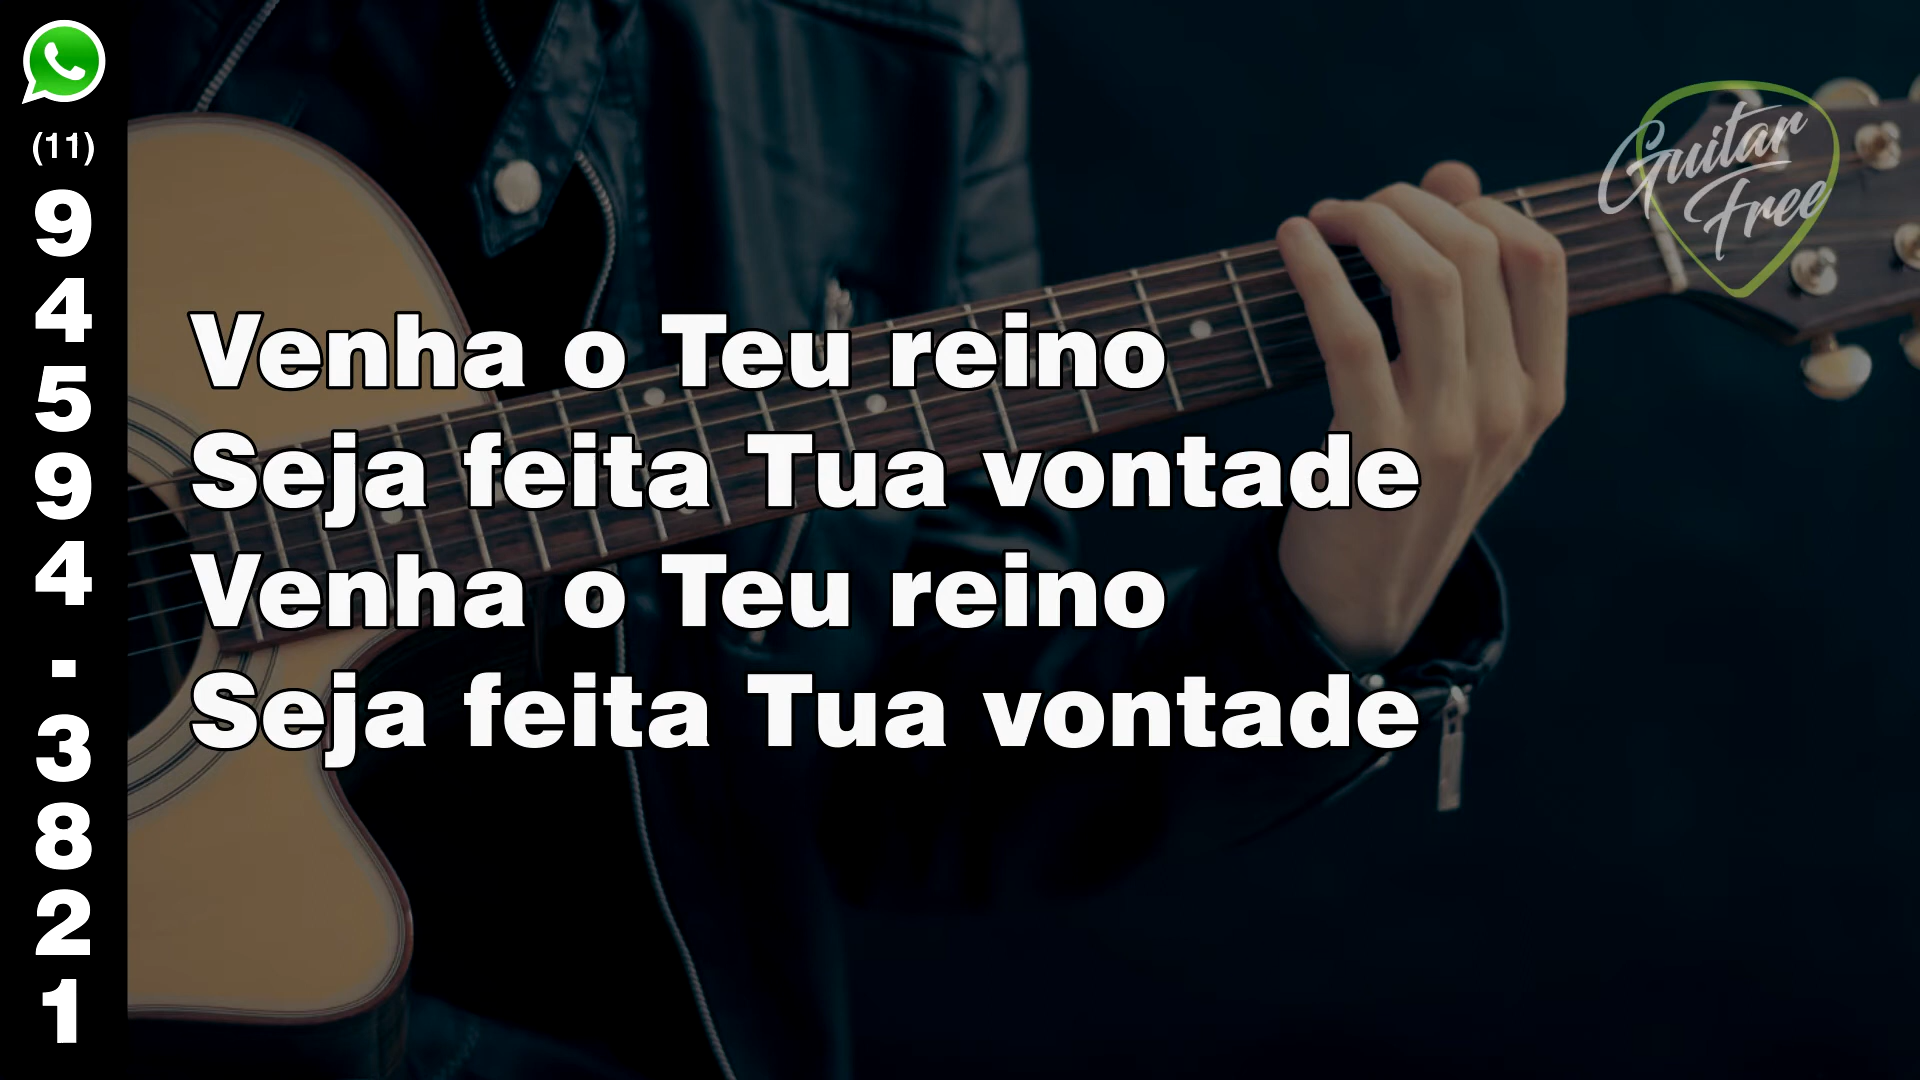 (11)
9
4
5
9
4
-
3
8
2
1
Guitar
Free
Venha o Teu reino
Seja feita Tua vontade
Venha o Teu reino
Seja feita Tua vontade